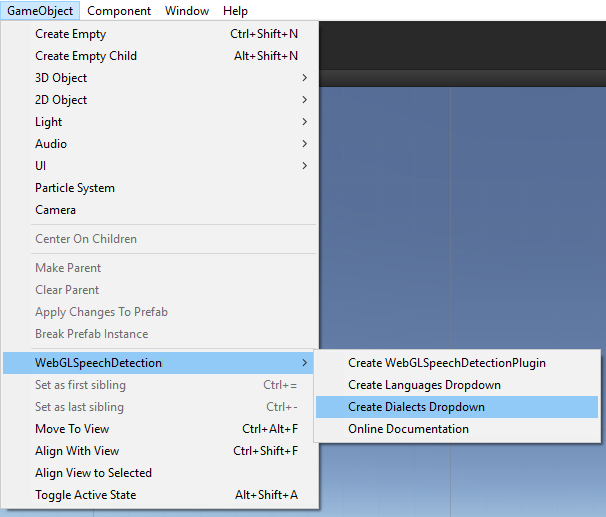 GameObject Component Window Help
Create Empty Ctrl+Shift+N
Create Empty Child Alt+Shift+N
3D Object
2D Object
Light
Audio
UI
Particle System
Camera
Center On Children
Make Parent
Clear Parent
Apply Changes To Prefab
Break Prefab Instance
WebGLSpeechDetection
Create WebGLSpeechDetectionPlugin
Create Languages Dropdown
Create Dialects Dropdown
Online Documentation
Set as first sibling Ctrl+=
Set as last sibling Ctrl+-
Move To View Ctrl+Alt+F
Align With View Ctrl+Shift+F
Align View to Selected
Toggle Active State Alt+Shift+A